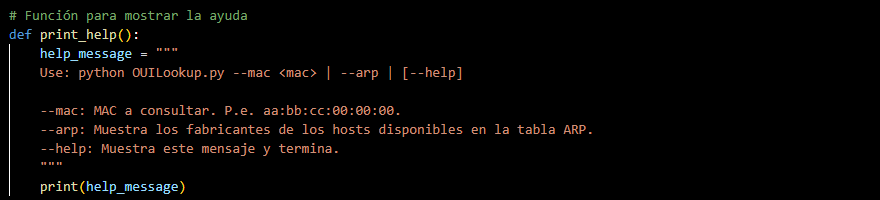 # Función para mostrar la ayuda
def print_help():
    help_message = """
    Use: python OUILookup.py --mac <mac> | --arp | [--help]

    --mac: MAC a consultar. P.e. aa:bb:cc:00:00:00.
    --arp: Muestra los fabricantes de los hosts disponibles en la tabla ARP.
    --help: Muestra este mensaje y termina.
    """
    print(help_message)